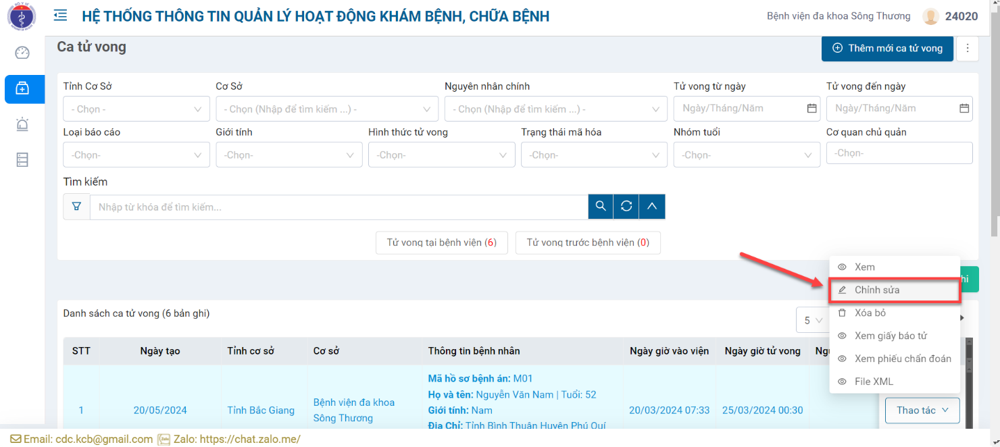 HỆ THỐNG THÔNG TIN QUẢN LÝ HOẠT ĐỘNG KHÁM BỆNH, CHỮA BỆNH
Bệnh viện đa khoa Sông Thương
24020
Ca tử vong
Thêm mới ca tử vong
Tỉnh Cơ Sở
Cơ Sở
Nguyên nhân chính
Tử vong từ ngày
Tử vong đến ngày
- Chọn -
- Chọn (Nhập để tìm kiếm ...) -
- Chọn (Nhập để tìm kiếm ...) -
Ngày/Tháng/Năm
Ngày/Tháng/Năm
Loại báo cáo
Giới tính
Hình thức tử vong
Trạng thái mã hóa
Nhóm tuổi
Cơ quan chủ quản
-Chọn-
-Chọn-
-Chọn-
-Chọn-
-Chọn-
-Chọn-
Tìm kiếm
Nhập từ khóa để tìm kiếm...
Tử vong tại bệnh viện (6)
Tử vong trước bệnh viện (0)
Xem
Chỉnh sửa
Xóa bỏ
Xem giấy báo tử
Xem phiếu chẩn đoán
File XML
Danh sách ca tử vong (6 bản ghi)
5
STT
Ngày tạo
Tỉnh cơ sở
Cơ sở
Thông tin bệnh nhân
Ngày giờ vào viện
Ngày giờ tử vong
1
20/05/2024
Tỉnh Bắc Giang
Bệnh viện đa khoa
Sông Thương
Mã hồ sơ bệnh án: M01
Họ và tên: Nguyễn Văn Nam | Tuổi: 52
Giới tính: Nam
Địa Chỉ: Tỉnh Bình Thuận Huyện Phú Quí
20/03/2024 07:33
25/03/2024 00:30
Thao tác
Email: cdc.kcb@gmail.com
Zalo: https://chat.zalo.me/